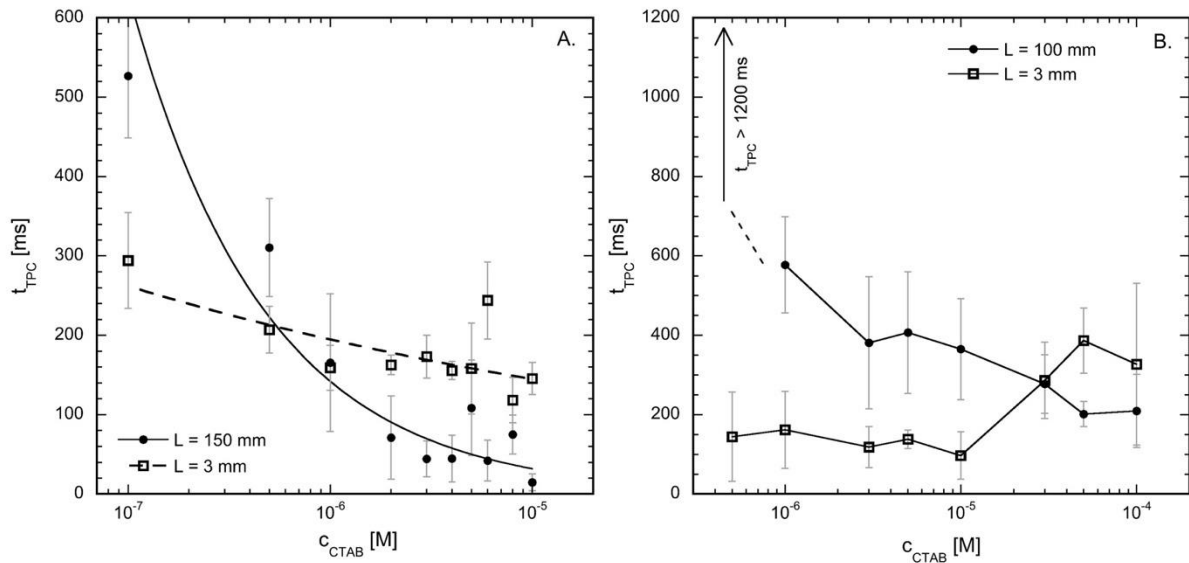 A.
600
500
400
300
200
100
0
t_TPC [ms]
L = 150 mm
L = 3 mm
10^-7
10^-6
10^-5
c_CTAB [M]
B.
1200
1000
800
600
400
200
0
t_TPC [ms]
t_TPC > 1200 ms
L = 100 mm
L = 3 mm
10^-6
10^-5
10^-4
c_CTAB [M]